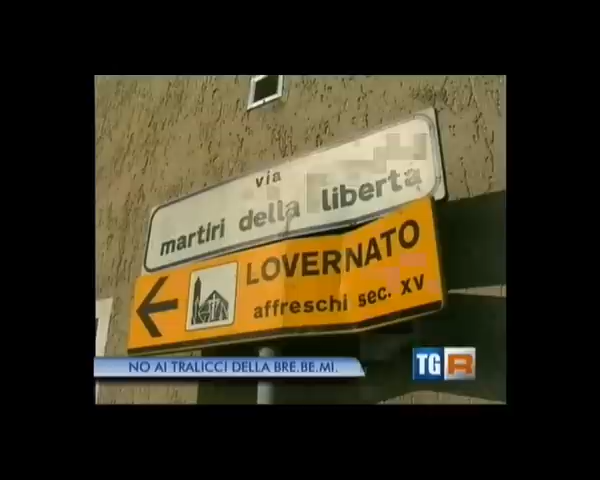 via
martiri della libertà
LOVERNATO
affreschi sec. XV
NO AI TRALICCI DELLA BRE.BE.MI.
TGR